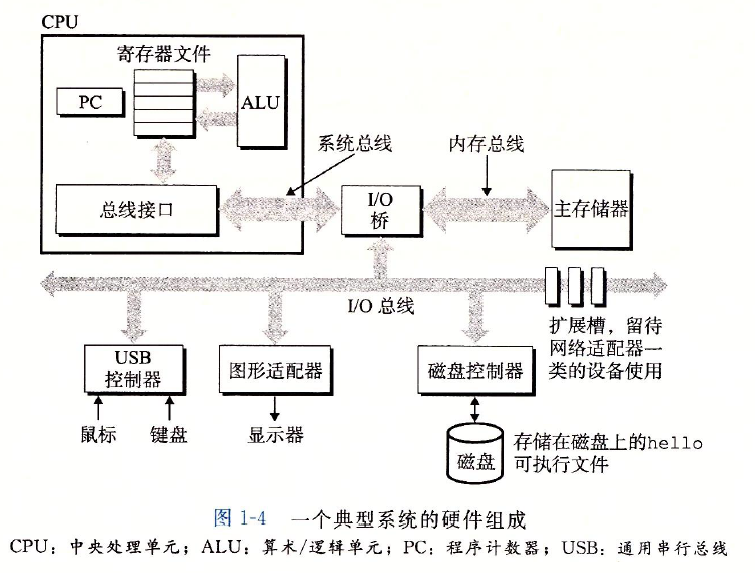 CPU
寄存器文件
PC
ALU
系统总线
内存总线
总线接口
I/O
桥
主存储器
I/O 总线
扩展槽，留待
网络适配器一
类的设备使用
USB
控制器
图形适配器
磁盘控制器
鼠标
键盘
显示器
磁盘
存储在磁盘上的hello
可执行文件
图 1-4 一个典型系统的硬件组成
CPU：中央处理单元；ALU：算术/逻辑单元；PC：程序计数器；USB：通用串行总线